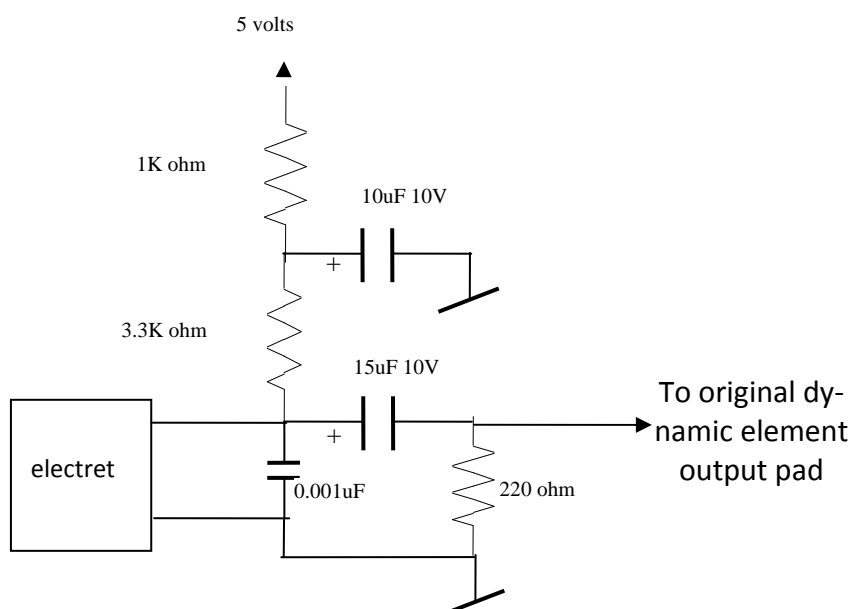 5 volts
1K ohm
10uF 10V
+
3.3K ohm
15uF 10V
+
To original dy-
namic element
output pad
electret
0.001uF
220 ohm